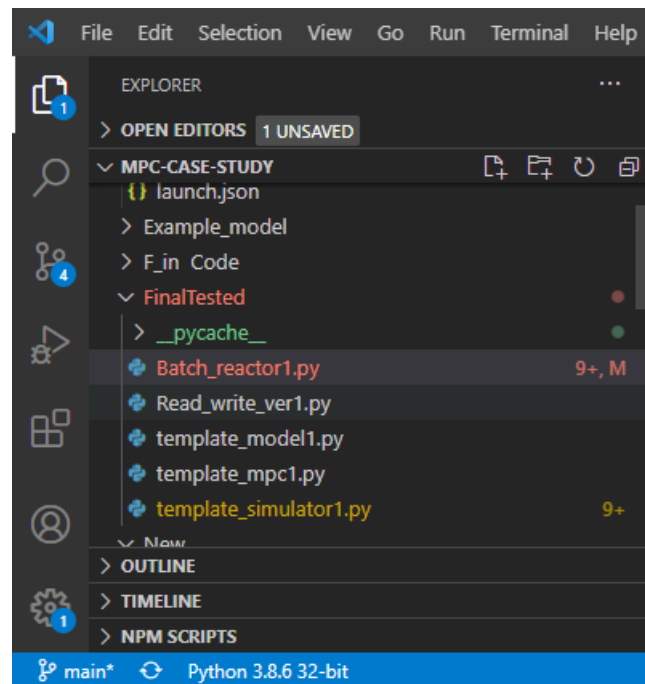 File Edit Selection View Go Run Terminal Help
EXPLORER ...
1
> OPEN EDITORS 1 UNSAVED
MPC-CASE-STUDY
{} launch.json
> Example_model
> F_in Code
4
FinalTested
> __pycache__
Batch_reactor1.py 9+, M
Read_write_ver1.py
template_model1.py
template_mpc1.py
template_simulator1.py 9+
New
> OUTLINE
> TIMELINE
1
> NPM SCRIPTS
main* Python 3.8.6 32-bit